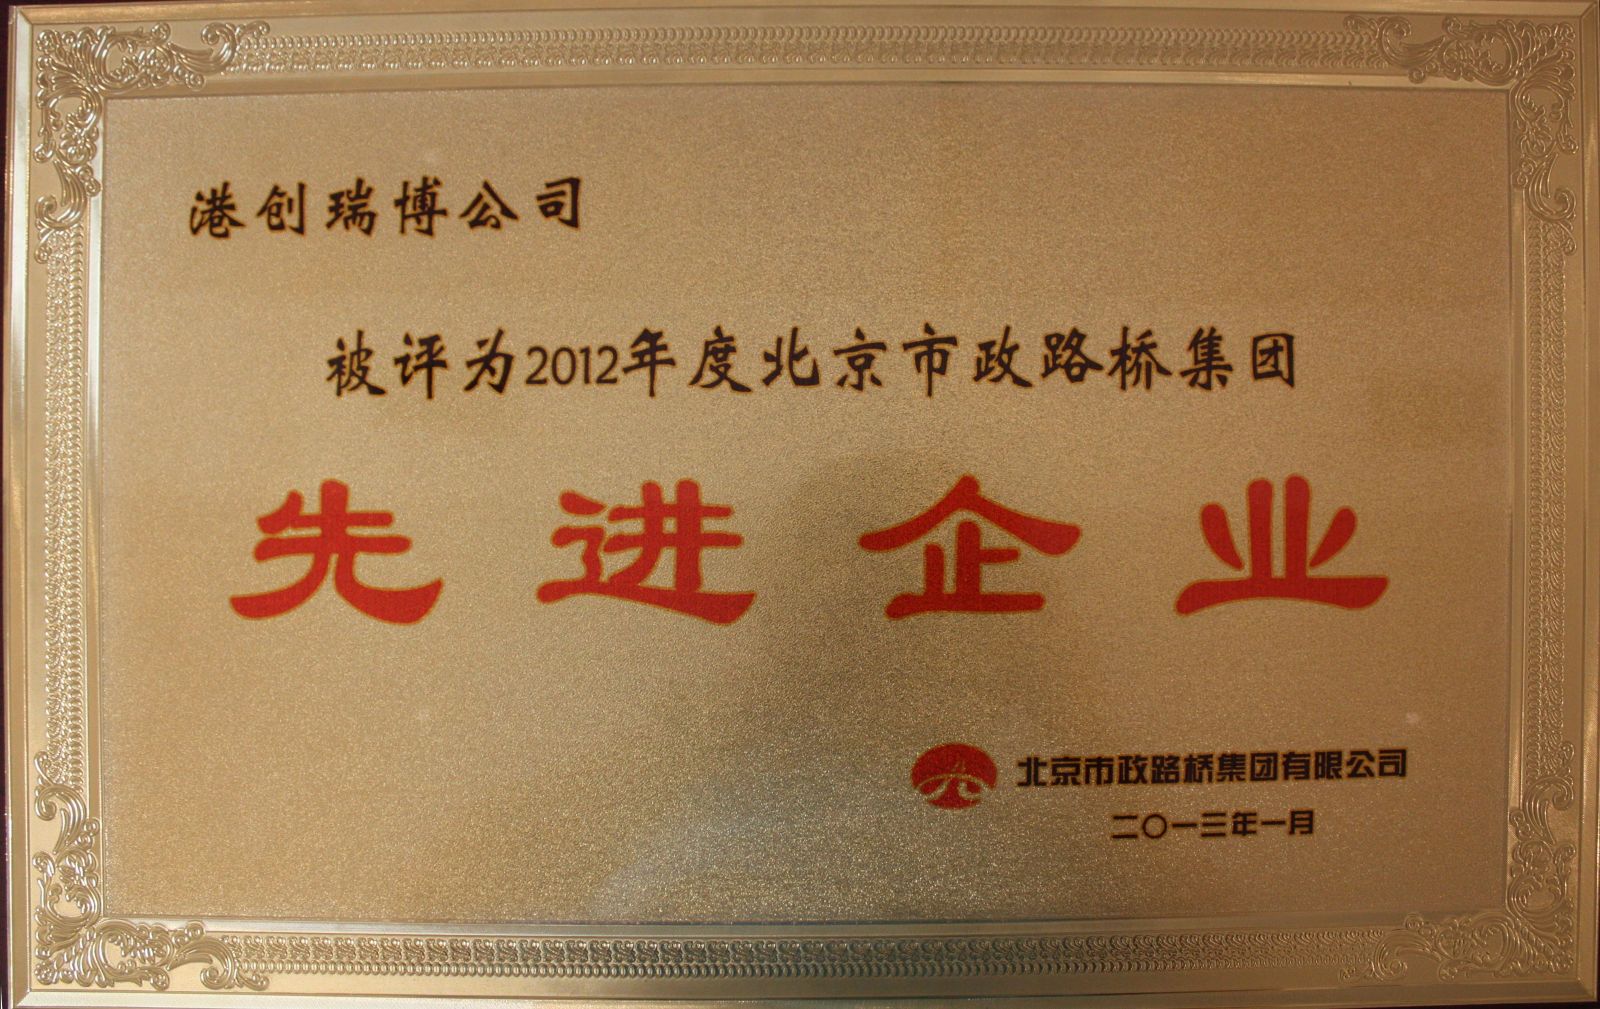 港创瑞博公司
被评为2012年度北京市政路桥集团
先进企业
北京市政路桥集团有限公司
二〇一三年一月